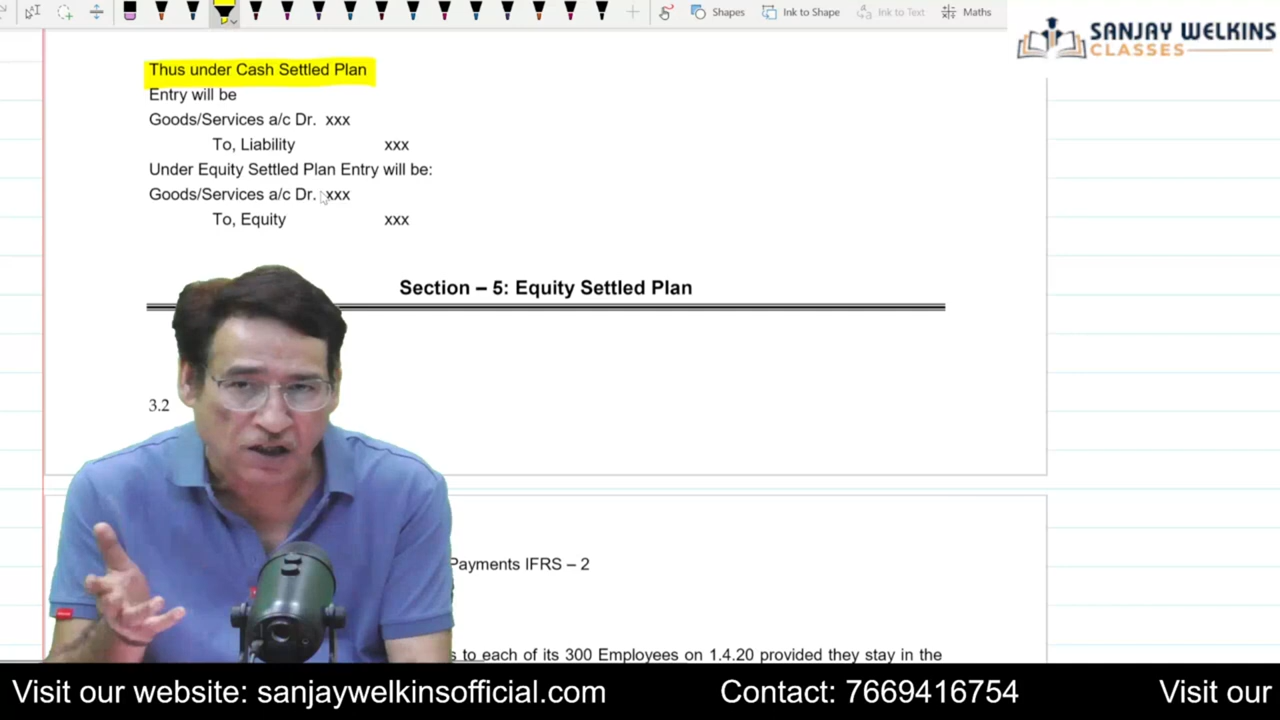 Shapes
Ink to Shape
Ink to Text
Maths
SANJAY WELKINS
CLASSES
Thus under Cash Settled Plan
Entry will be
Goods/Services a/c Dr. xxx
To, Liability xxx
Under Equity Settled Plan Entry will be:
Goods/Services a/c Dr. xxx
To, Equity xxx
Section – 5: Equity Settled Plan
3.2
Payments IFRS – 2
s to each of its 300 Employees on 1.4.20 provided they stay in the
Visit our website: sanjaywelkinsofficial.com Contact: 7669416754 Visit our